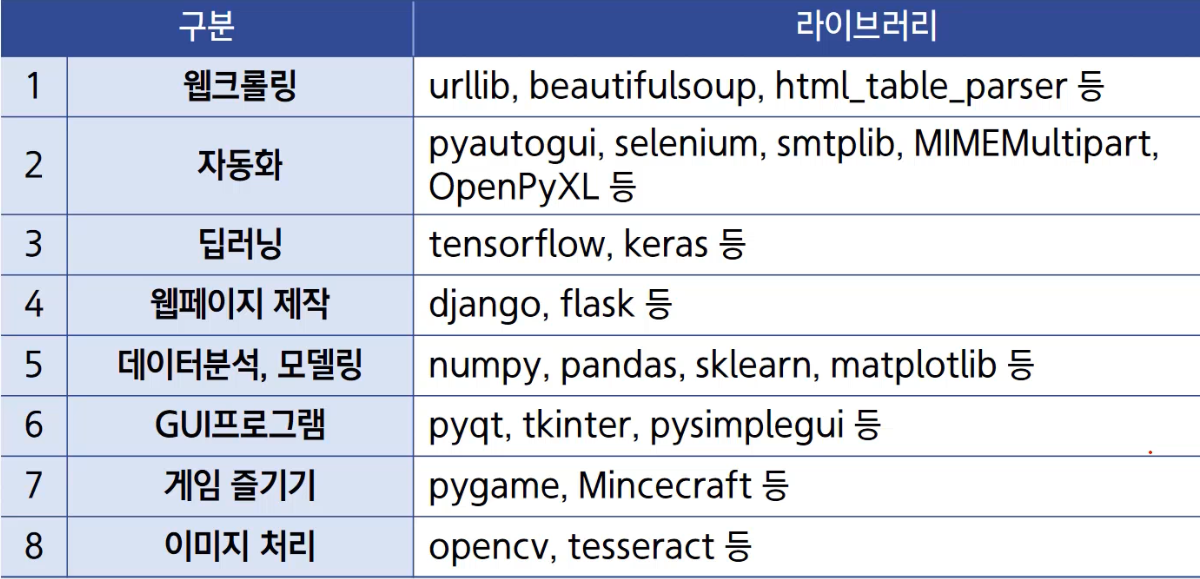 구분 라이브러리
1 웹크롤링 urllib, beautifulsoup, html_table_parser 등
2 자동화 pyautogui, selenium, smtplib, MIMEMultipart,
OpenPyXL 등
3 딥러닝 tensorflow, keras 등
4 웹페이지 제작 django, flask 등
5 데이터분석, 모델링 numpy, pandas, sklearn, matplotlib 등
6 GUI프로그램 pyqt, tkinter, pysimplegui 등
7 게임 즐기기 pygame, Mincecraft 등
8 이미지 처리 opencv, tesseract 등